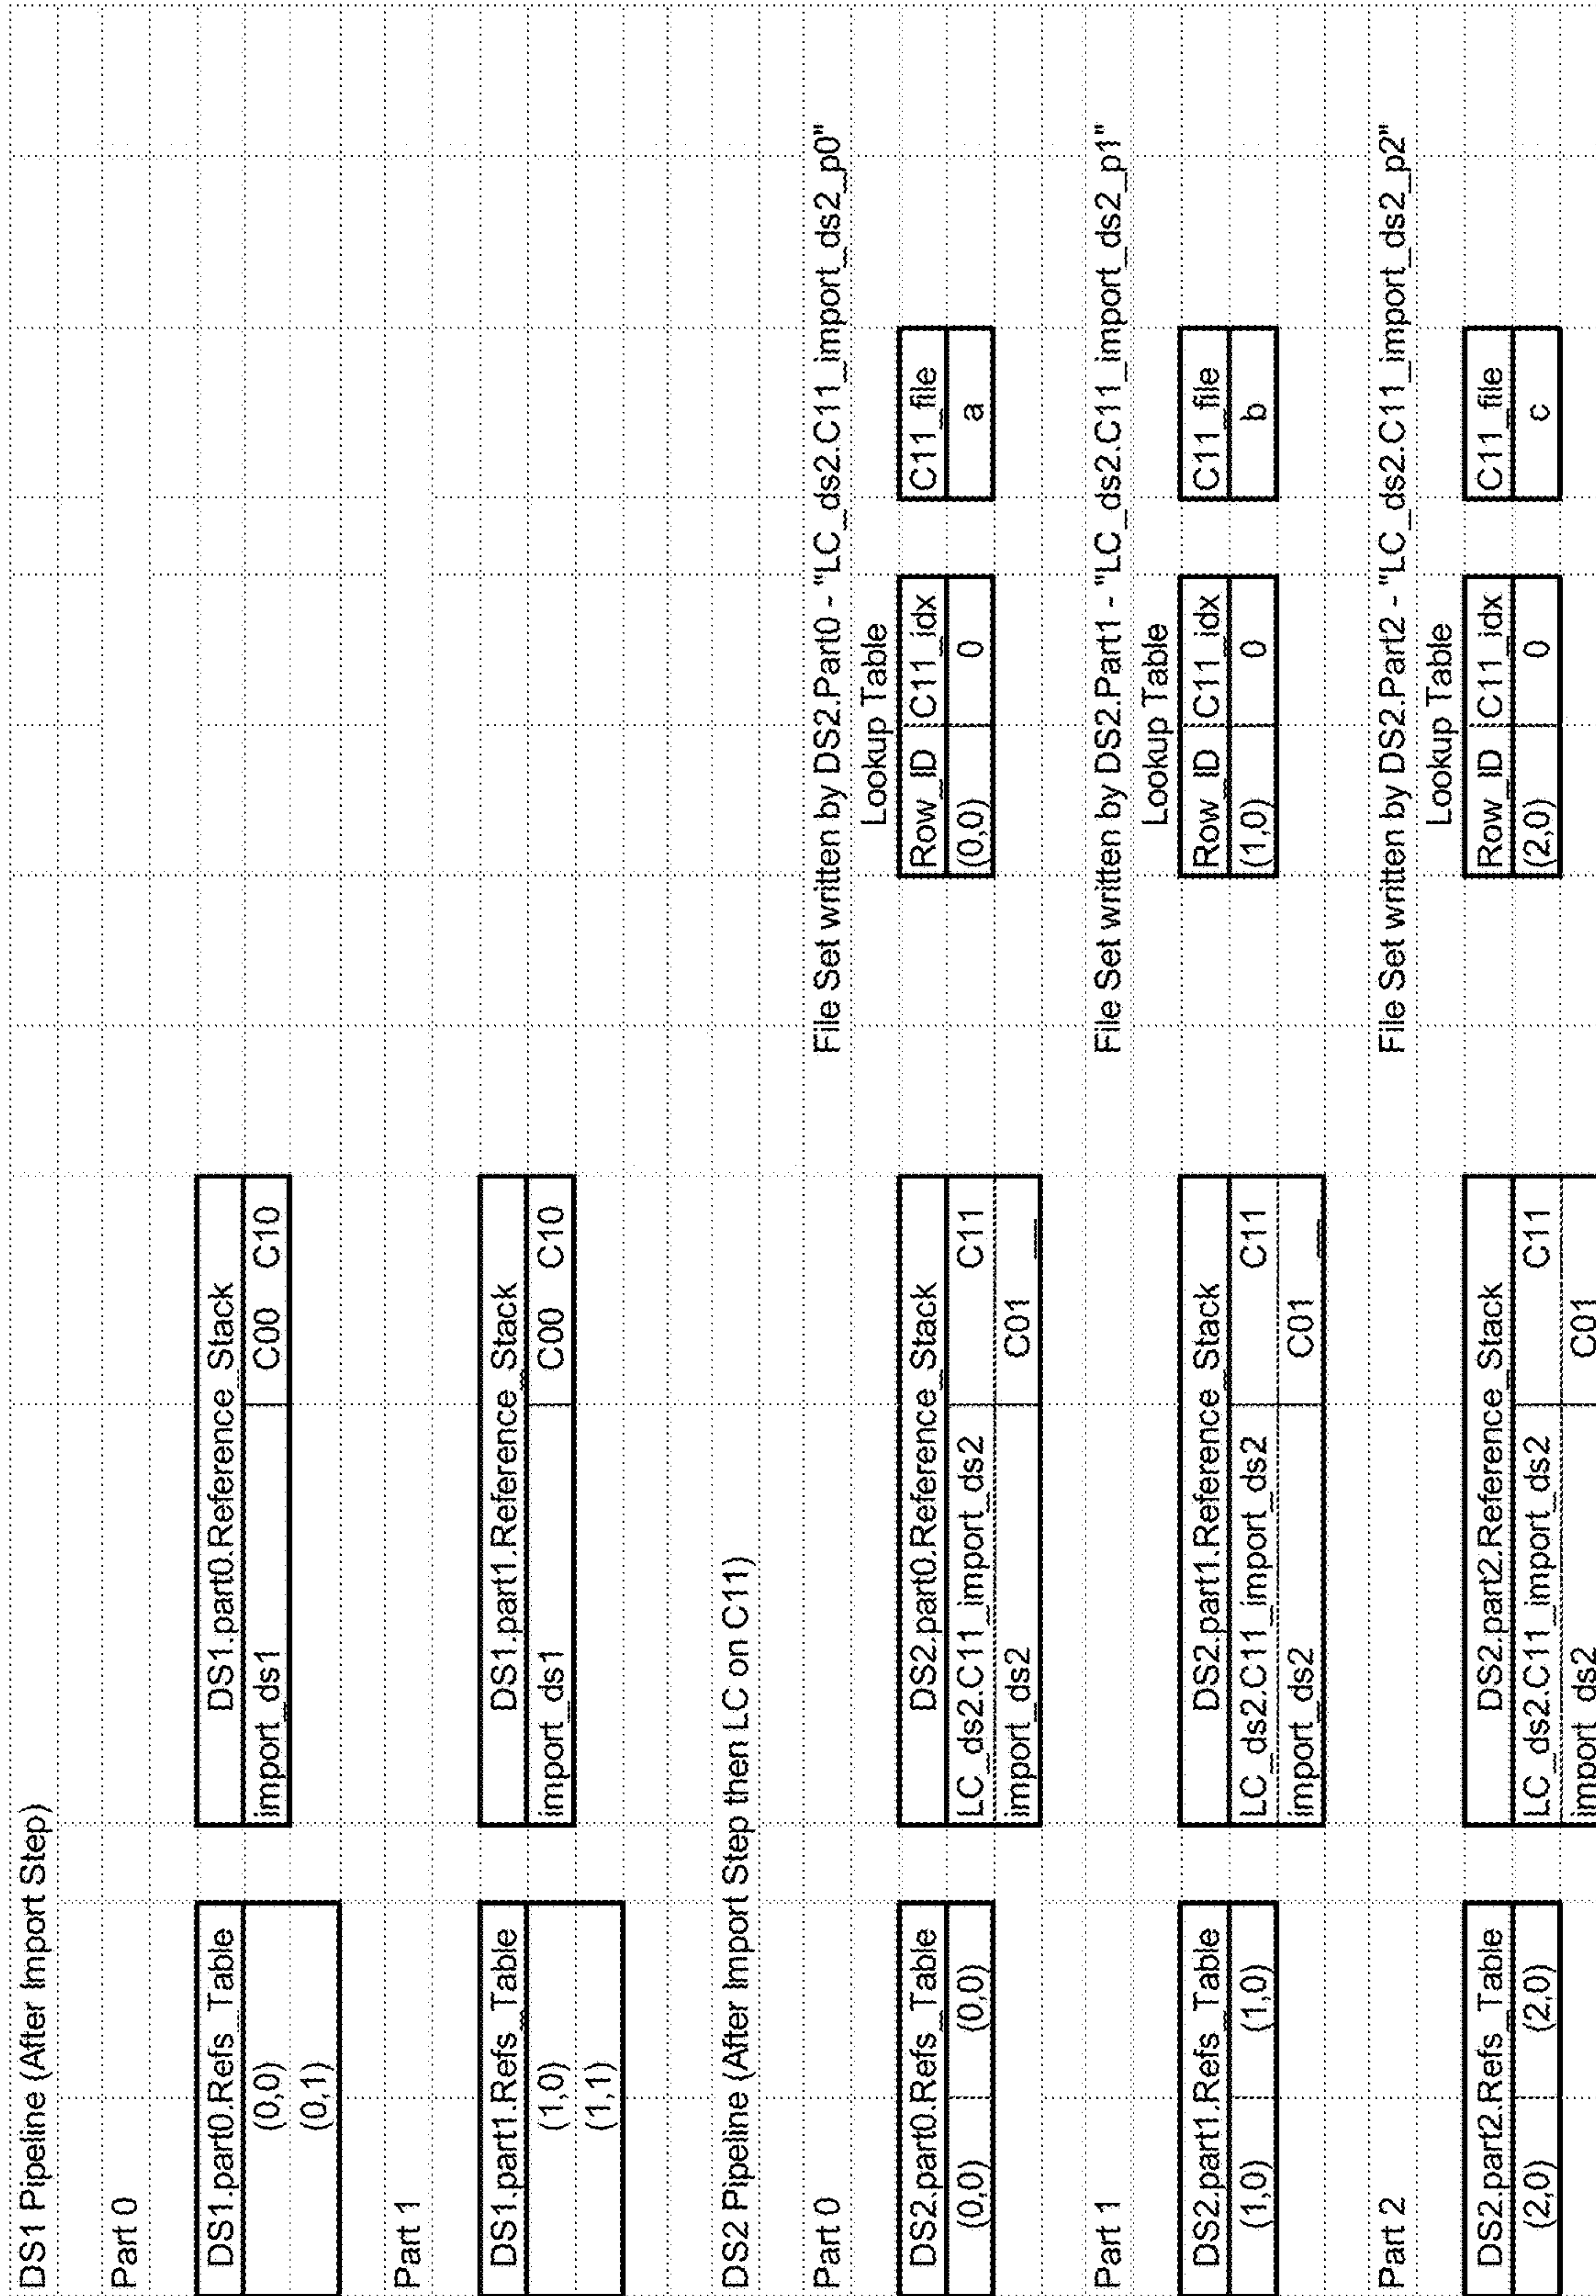 DS1 Pipeline (After Import Step)
Part 0
DS1.part0.Refs_Table DS1.part0.Reference_Stack
(0,0) import_ds1 C00 C10
(0,1)
Part 1
DS1.part1.Refs_Table DS1.part1.Reference_Stack
(1,0) import_ds1 C00 C10
(1,1)
DS2 Pipeline (After Import Step then LC on C11)
Part 0 File Set written by DS2.Part0 - "LC_ds2.C11_import_ds2_p0"
Lookup Table
DS2.part0.Refs_Table DS2.part0.Reference_Stack Row_ID C11_idx C11_file
(0,0) (0,0) LC_ds2.C11_import_ds2 C11 (0,0) 0 a
import_ds2 C01 __
Part 1 File Set written by DS2.Part1 - "LC_ds2.C11_import_ds2_p1"
Lookup Table
DS2.part1.Refs_Table DS2.part1.Reference_Stack Row_ID C11_idx C11_file
(1,0) (1,0) LC_ds2.C11_import_ds2 C11 (1,0) 0 b
import_ds2 C01 __
Part 2 File Set written by DS2.Part2 - "LC_ds2.C11_import_ds2_p2"
Lookup Table
DS2.part2.Refs_Table DS2.part2.Reference_Stack Row_ID C11_idx C11_file
(2,0) (2,0) LC_ds2.C11_import_ds2 C11 (2,0) 0 c
import_ds2 C01